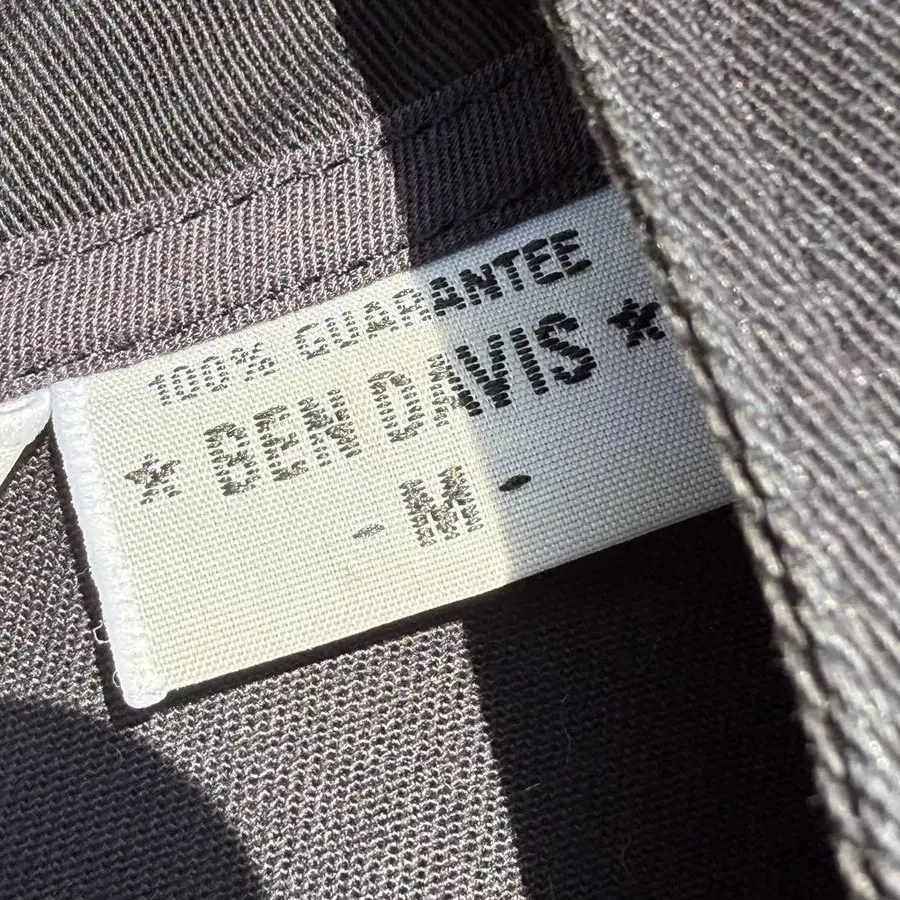 100% GUARANTEE
* BEN DAVIS *
- M -